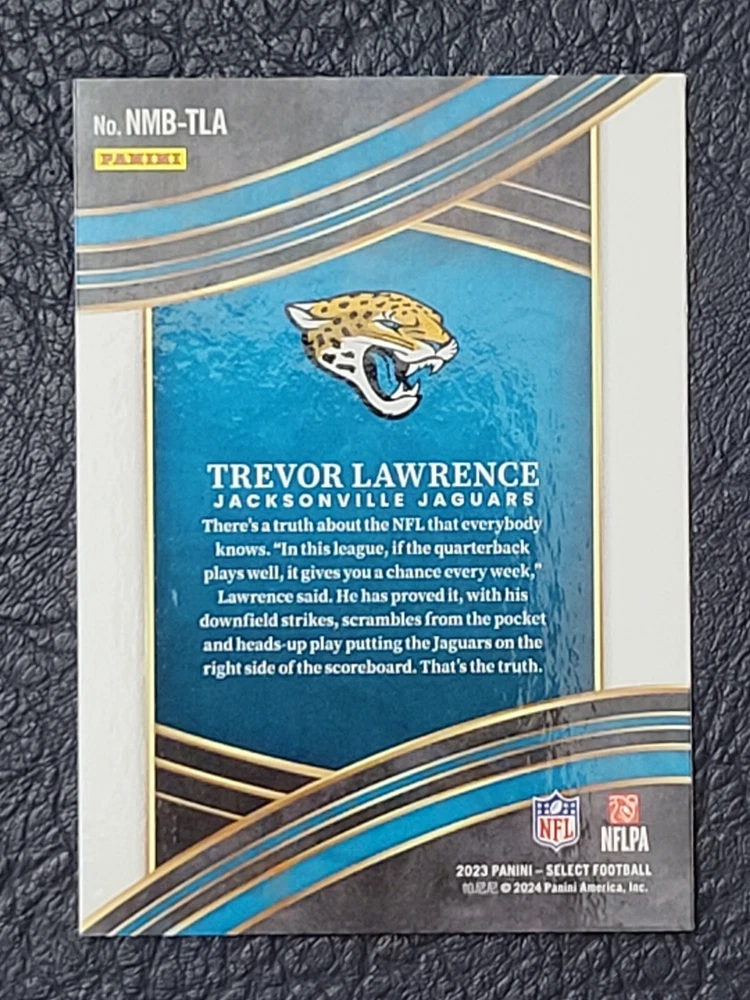 No. NMB-TLA
PANINI
TREVOR LAWRENCE
JACKSONVILLE JAGUARS
There's a truth about the NFL that everybody
knows. “In this league, if the quarterback
plays well, it gives you a chance every week,”
Lawrence said. He has proved it, with his
downfield strikes, scrambles from the pocket
and heads-up play putting the Jaguars on the
right side of the scoreboard. That's the truth.
NFL
NFLPA
2023 PANINI – SELECT FOOTBALL
帕尼尼 © 2024 Panini America, Inc.